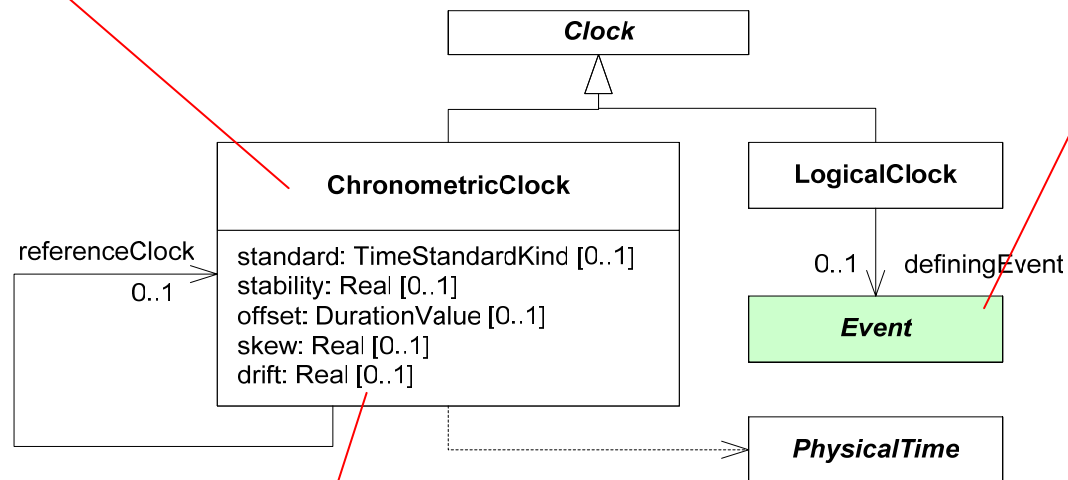 Clock
ChronometricClock
LogicalClock
referenceClock
0..1
standard: TimeStandardKind [0..1]
stability: Real [0..1]
offset: DurationValue [0..1]
skew: Real [0..1]
drift: Real [0..1]
0..1
definingEvent
Event
PhysicalTime